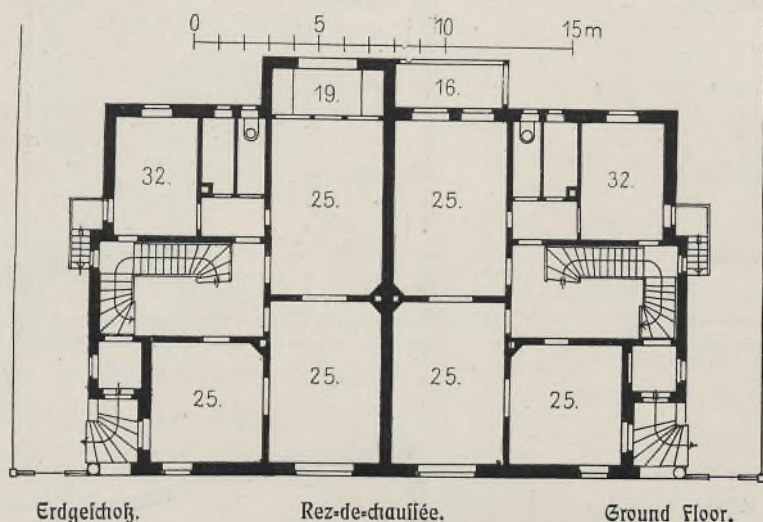 0 5 10 15 m
19. 16.
32. 25. 25. 32.
25. 25. 25. 25.
Erdgeſchoß. Rez-de-chauſſée. Ground Floor.